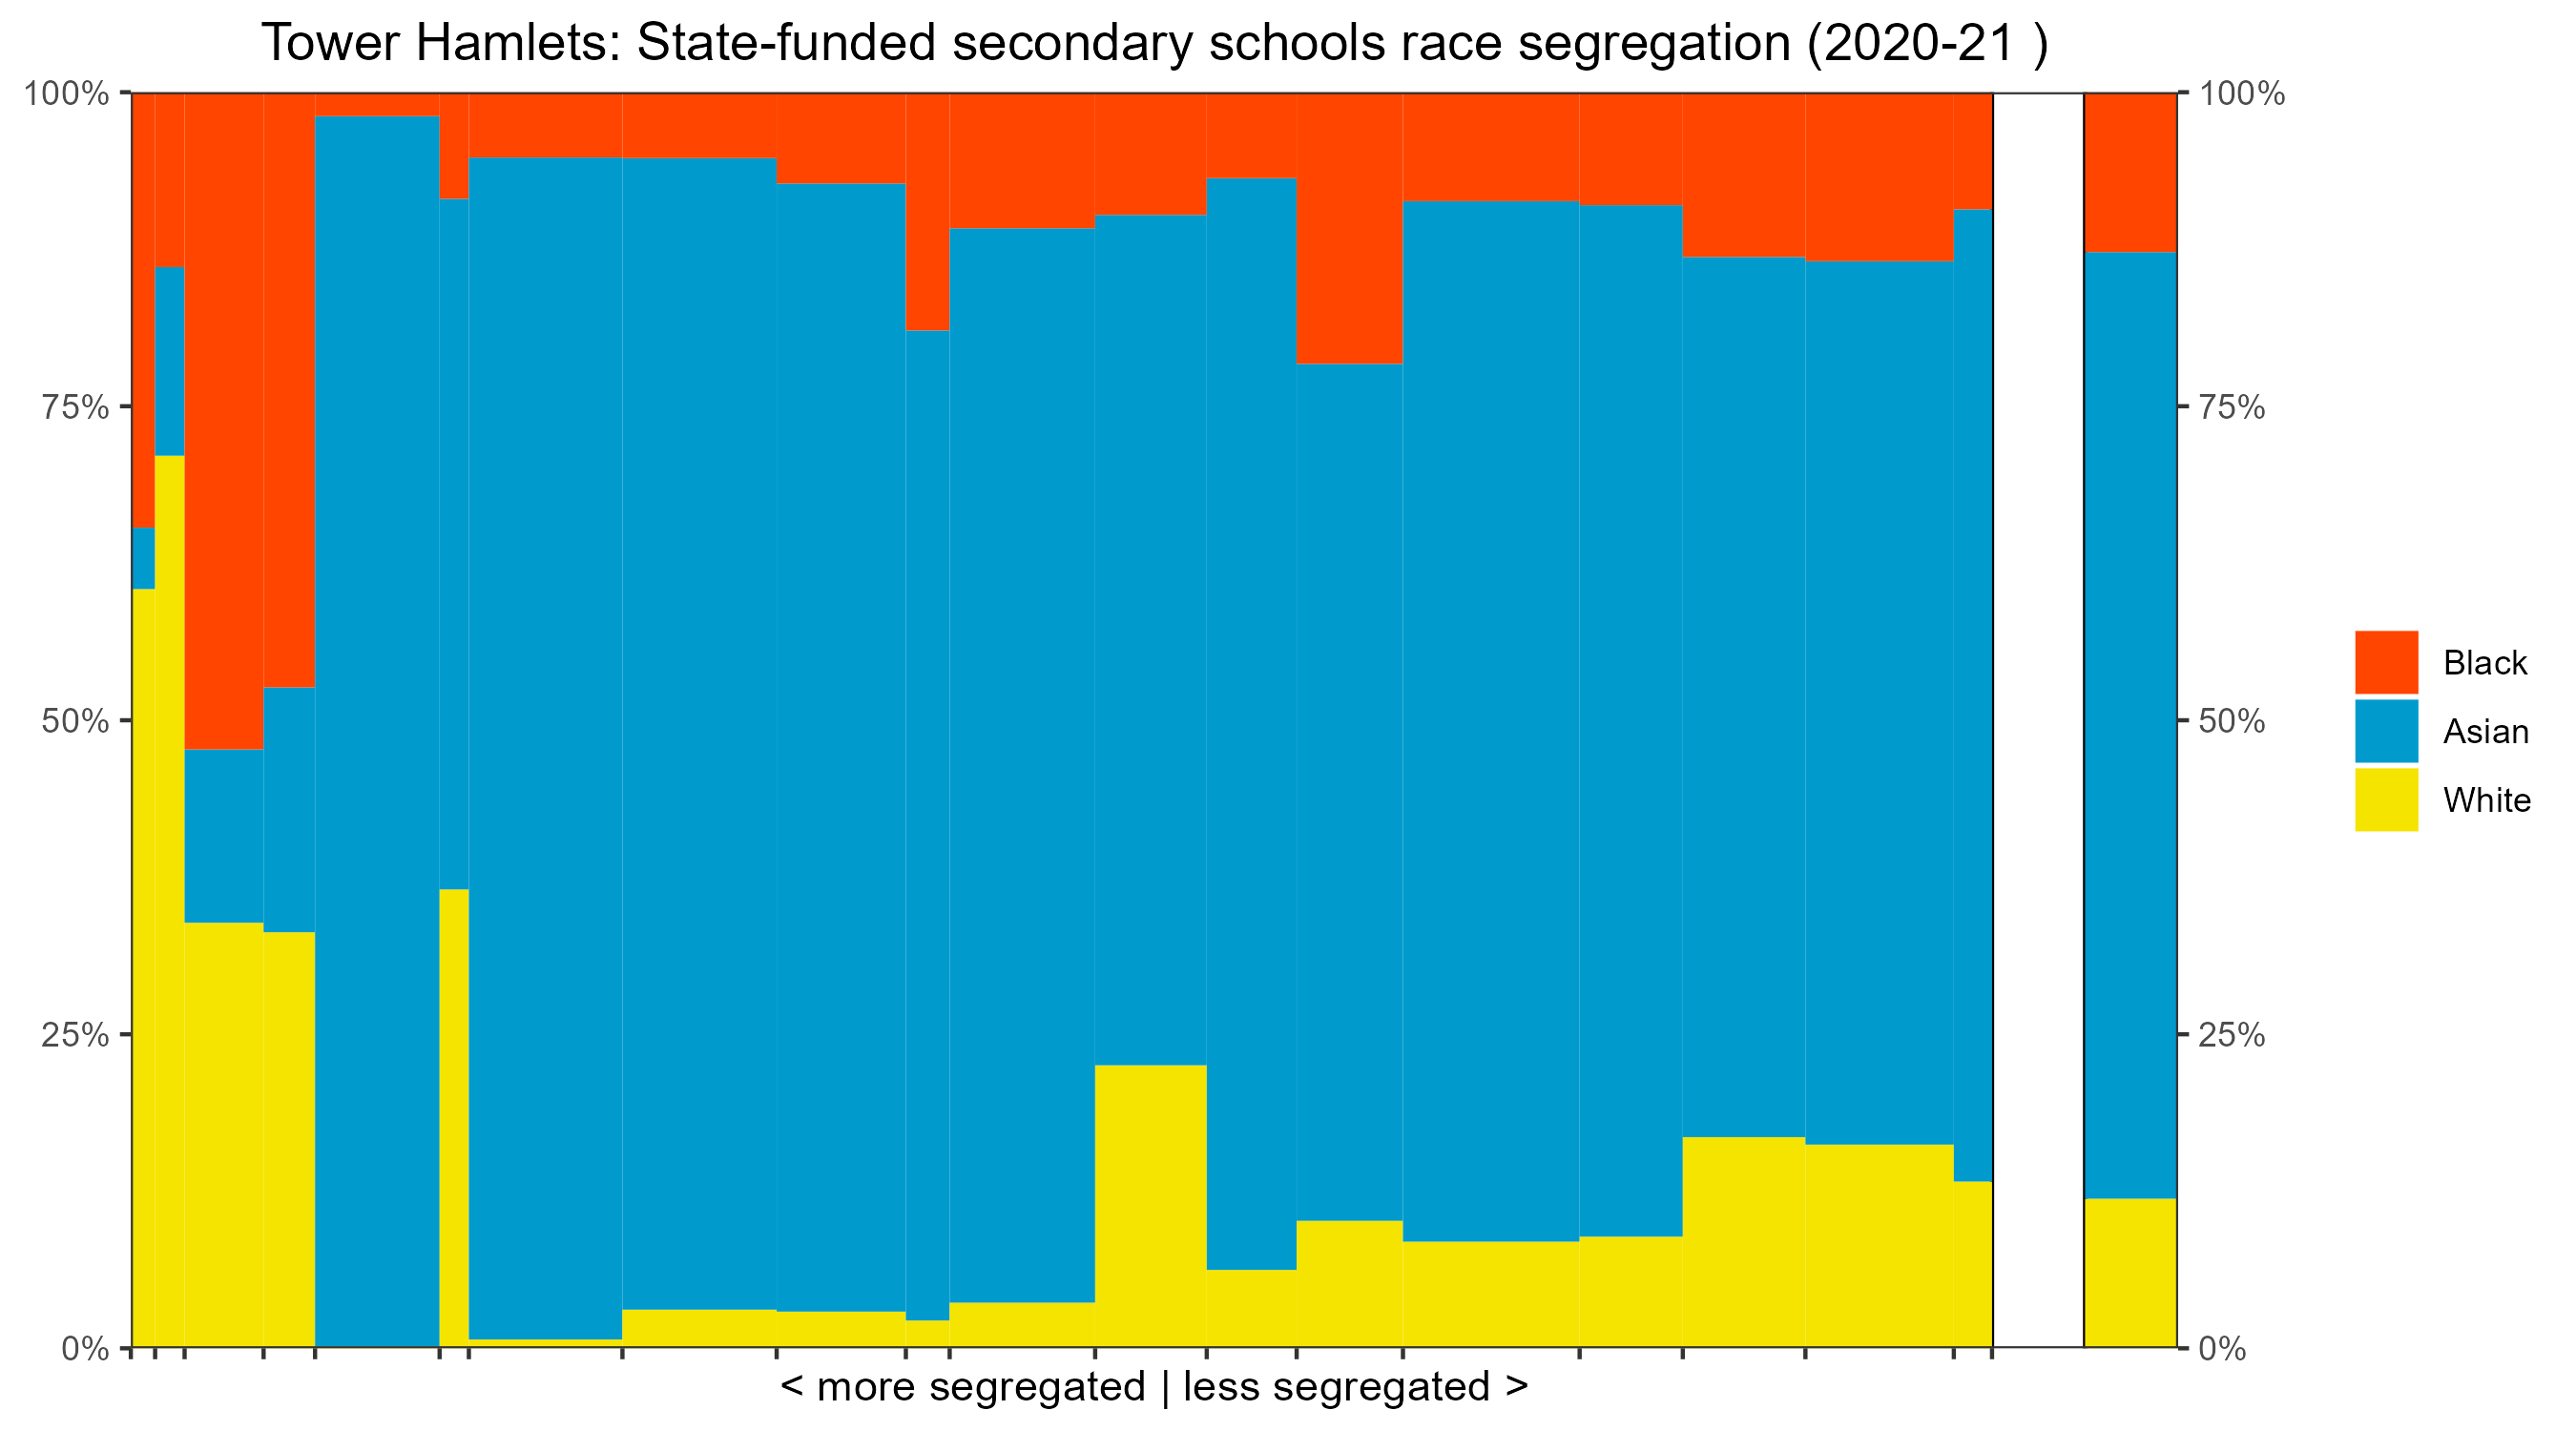 Tower Hamlets: State-funded secondary schools race segregation (2020-21 )
100%
75%
50%
25%
0%
100%
75%
50%
25%
0%
Black
Asian
White
< more segregated | less segregated >